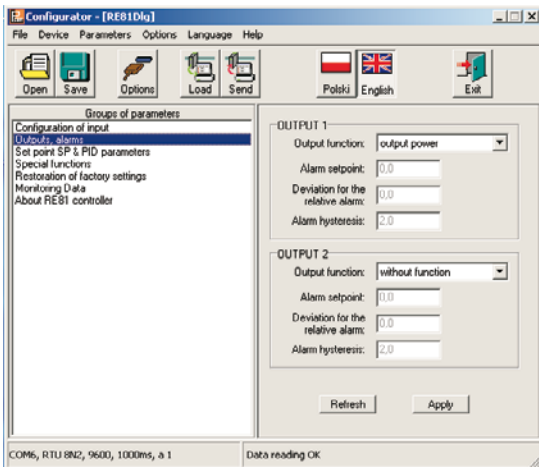 Configurator - [RE81Dlg]
File Device Parameters Options Language Help
Open Save Options Load Send Polski English Exit
Groups of parameters
Configuration of input
Outputs, alarms
Set point SP & PID parameters
Special functions
Restoration of factory settings
Monitoring Data
About RE81 controller
OUTPUT 1
Output function: output power
Alarm setpoint: 0,0
Deviation for the
relative alarm: 0,0
Alarm hysteresis: 2,0
OUTPUT 2
Output function: without function
Alarm setpoint: 0,0
Deviation for the
relative alarm: 0,0
Alarm hysteresis: 2,0
Refresh Apply
COM6, RTU 8N2, 9600, 1000ms, a 1 Data reading OK